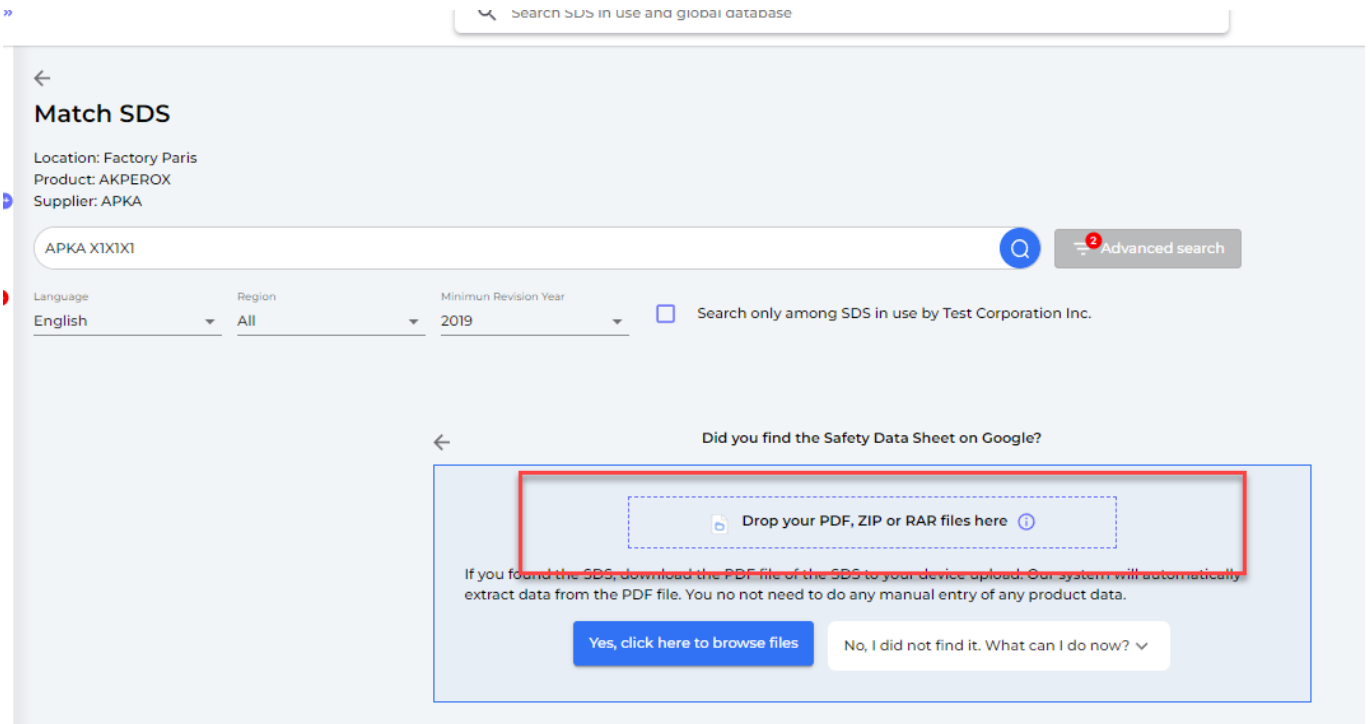 »
Search SDS in use and global database
Match SDS
Location: Factory Paris
Product: AKPEROX
Supplier: APKA
APKA X1X1X1
2
Advanced search
Language
Region
Minimun Revision Year
English
All
2019
Search only among SDS in use by Test Corporation Inc.
Did you find the Safety Data Sheet on Google?
Drop your PDF, ZIP or RAR files here
If you found the SDS, download the PDF file of the SDS to your device upload. Our system will automatically
extract data from the PDF file. You no not need to do any manual entry of any product data.
Yes, click here to browse files
No, I did not find it. What can I do now?